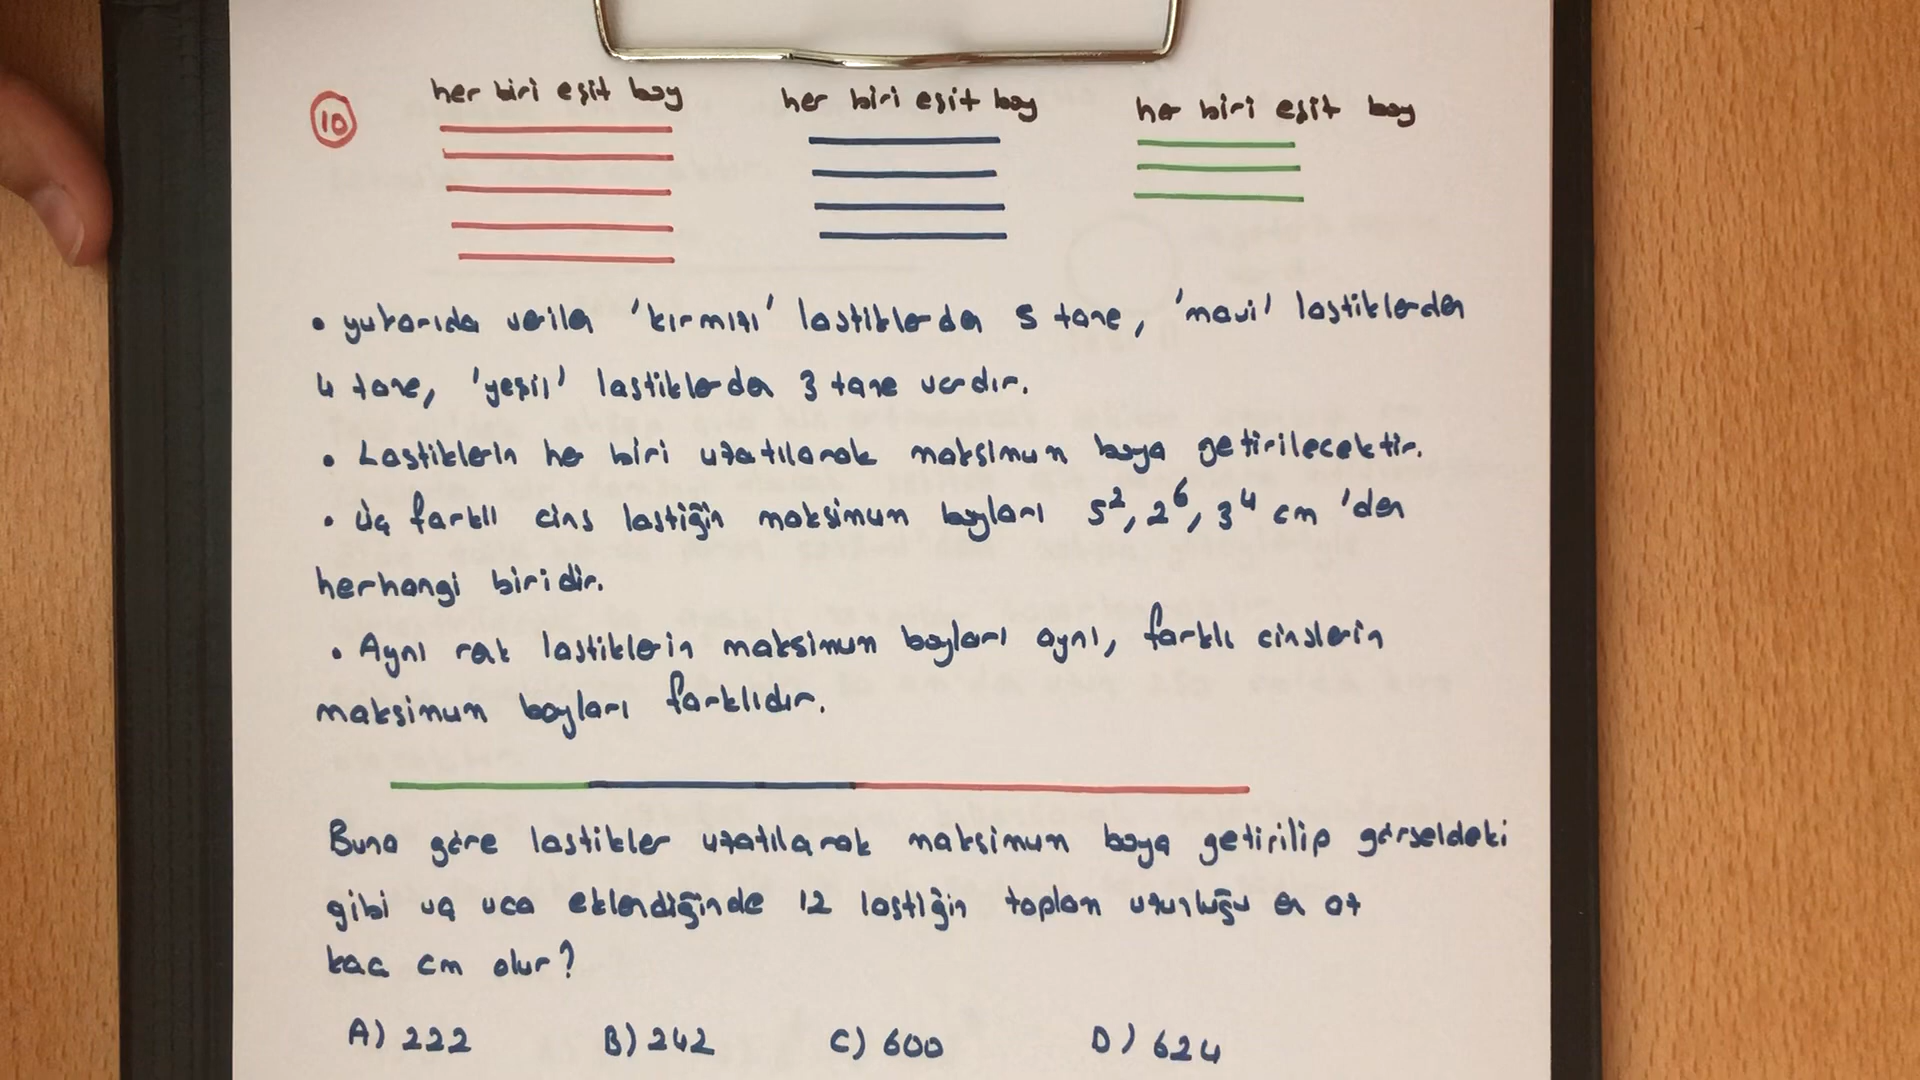 10
her biri eşit boy
her biri eşit boy
her biri eşit boy
• yukarıda verilen 'kırmızı' lastiklerden 5 tane, 'mavi' lastiklerden
4 tane, 'yeşil' lastiklerden 3 tane vardır.
• Lastiklerin her biri uzatılarak maksimum boya getirilecektir.
• Üç farklı cins lastiğin maksimum boyları 5², 2⁶, 3⁴ cm 'den
herhangi biridir.
• Aynı renk lastiklerin maksimum boyları aynı, farklı cinslerin
maksimum boyları farklıdır.
Buna göre lastikler uzatılarak maksimum boya getirilip görseldeki
gibi uç uca eklendiğinde 12 lastiğin toplam uzunluğu en az
kaç cm olur?
A) 222
B) 242
C) 600
D) 624